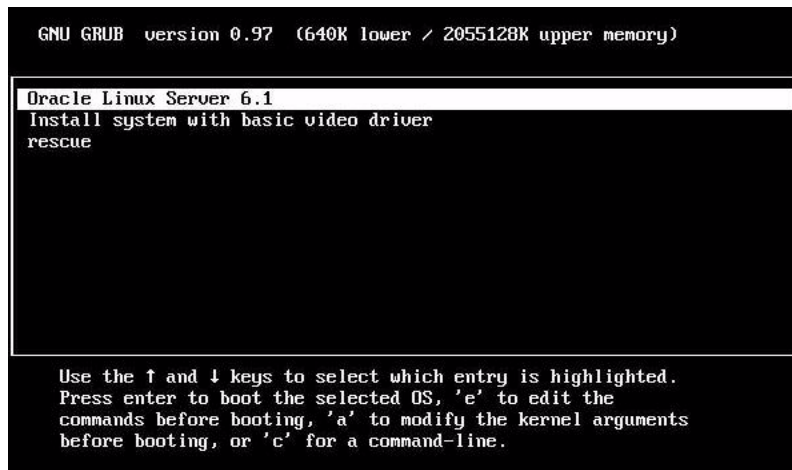 GNU GRUB version 0.97 (640K lower / 2055128K upper memory)
Oracle Linux Server 6.1
Install system with basic video driver
rescue
Use the ↑ and ↓ keys to select which entry is highlighted.
Press enter to boot the selected OS, 'e' to edit the
commands before booting, 'a' to modify the kernel arguments
before booting, or 'c' for a command-line.